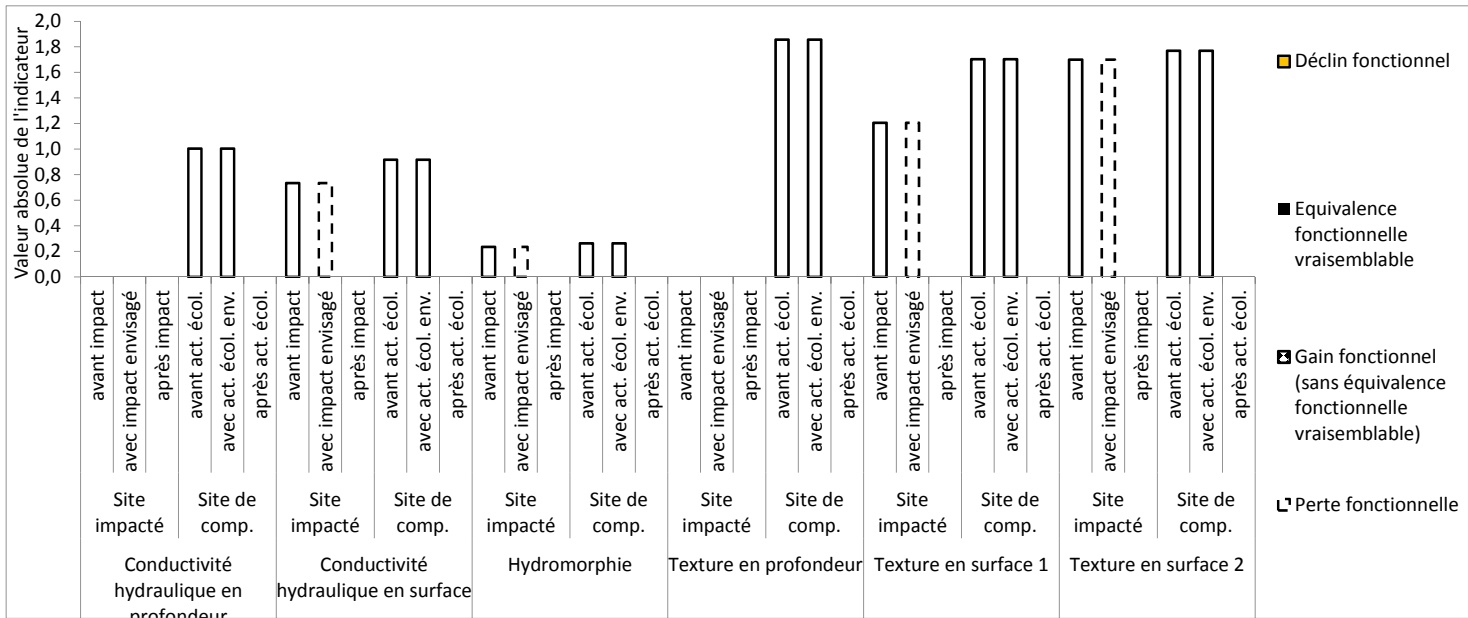 Valeur absolue de l'indicateur
2,0
1,8
1,6
1,4
1,2
1,0
0,8
0,6
0,4
0,2
0,0
avant impact
avec impact envisagé
après impact
avant act. écol.
avec act. écol. env.
après act. écol.
avant impact
avec impact envisagé
après impact
avant act. écol.
avec act. écol. env.
après act. écol.
avant impact
avec impact envisagé
après impact
avant act. écol.
avec act. écol. env.
après act. écol.
avant impact
avec impact envisagé
après impact
avant act. écol.
avec act. écol. env.
après act. écol.
avant impact
avec impact envisagé
après impact
avant act. écol.
avec act. écol. env.
après act. écol.
avant impact
avec impact envisagé
après impact
avant act. écol.
avec act. écol. env.
après act. écol.
Site
impacté
Site de
comp.
Site
impacté
Site de
comp.
Site
impacté
Site de
comp.
Site
impacté
Site de
comp.
Site
impacté
Site de
comp.
Site
impacté
Site de
comp.
Conductivité
hydraulique en
profondeur
Conductivité
hydraulique en surface
Hydromorphie
Texture en profondeur
Texture en surface 1
Texture en surface 2
Déclin fonctionnel
Equivalence
fonctionnelle
vraisemblable
Gain fonctionnel
(sans équivalence
fonctionnelle
vraisemblable)
Perte fonctionnelle